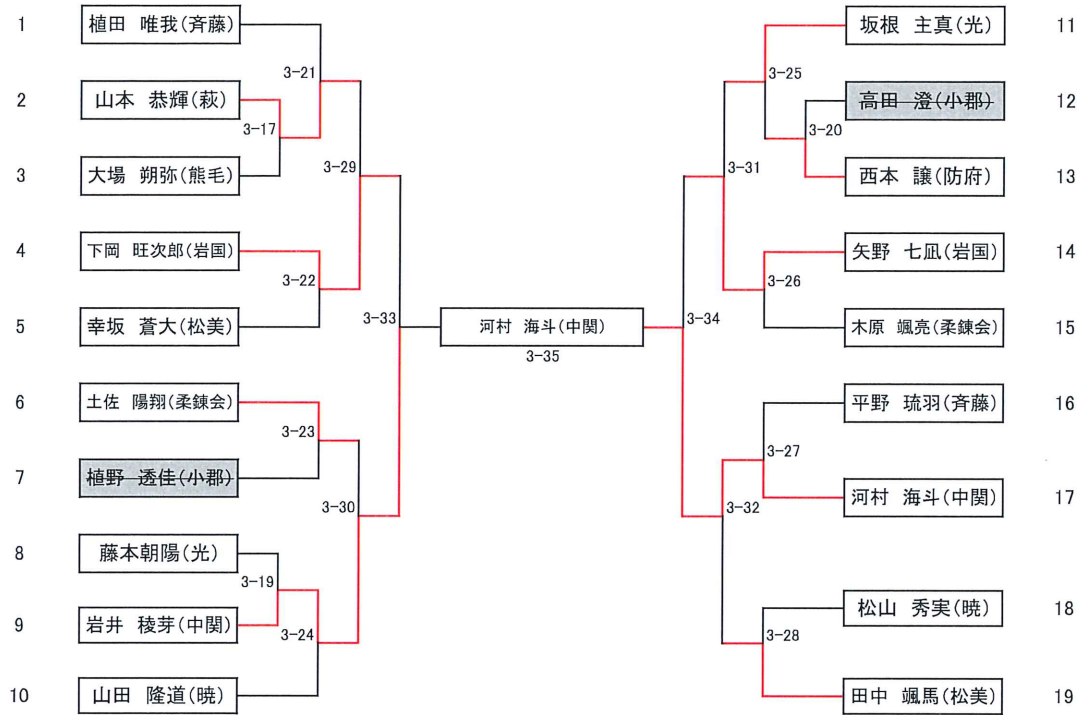 1 植田 唯我(斉藤)
2 山本 恭輝(萩)
3 大場 朔弥(熊毛)
4 下岡 旺次郎(岩国)
5 幸坂 蒼大(松美)
6 土佐 陽翔(柔錬会)
7 植野 透佳(小郡)
8 藤本朝陽(光)
9 岩井 稜芽(中関)
10 山田 隆道(暁)
3-21
3-17
3-29
3-22
3-33
3-23
3-30
3-19
3-24
河村 海斗(中関)
3-35
3-25
3-20
3-31
3-26
3-34
3-27
3-32
3-28
坂根 主真(光) 11
高田 澄(小郡) 12
西本 譲(防府) 13
矢野 七凪(岩国) 14
木原 颯亮(柔錬会) 15
平野 琉羽(斉藤) 16
河村 海斗(中関) 17
松山 秀実(暁) 18
田中 颯馬(松美) 19